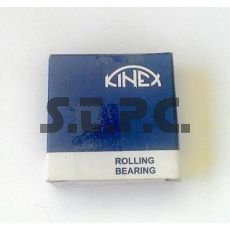 KINEX
S.D.P.C.
ROLLING
BEARING